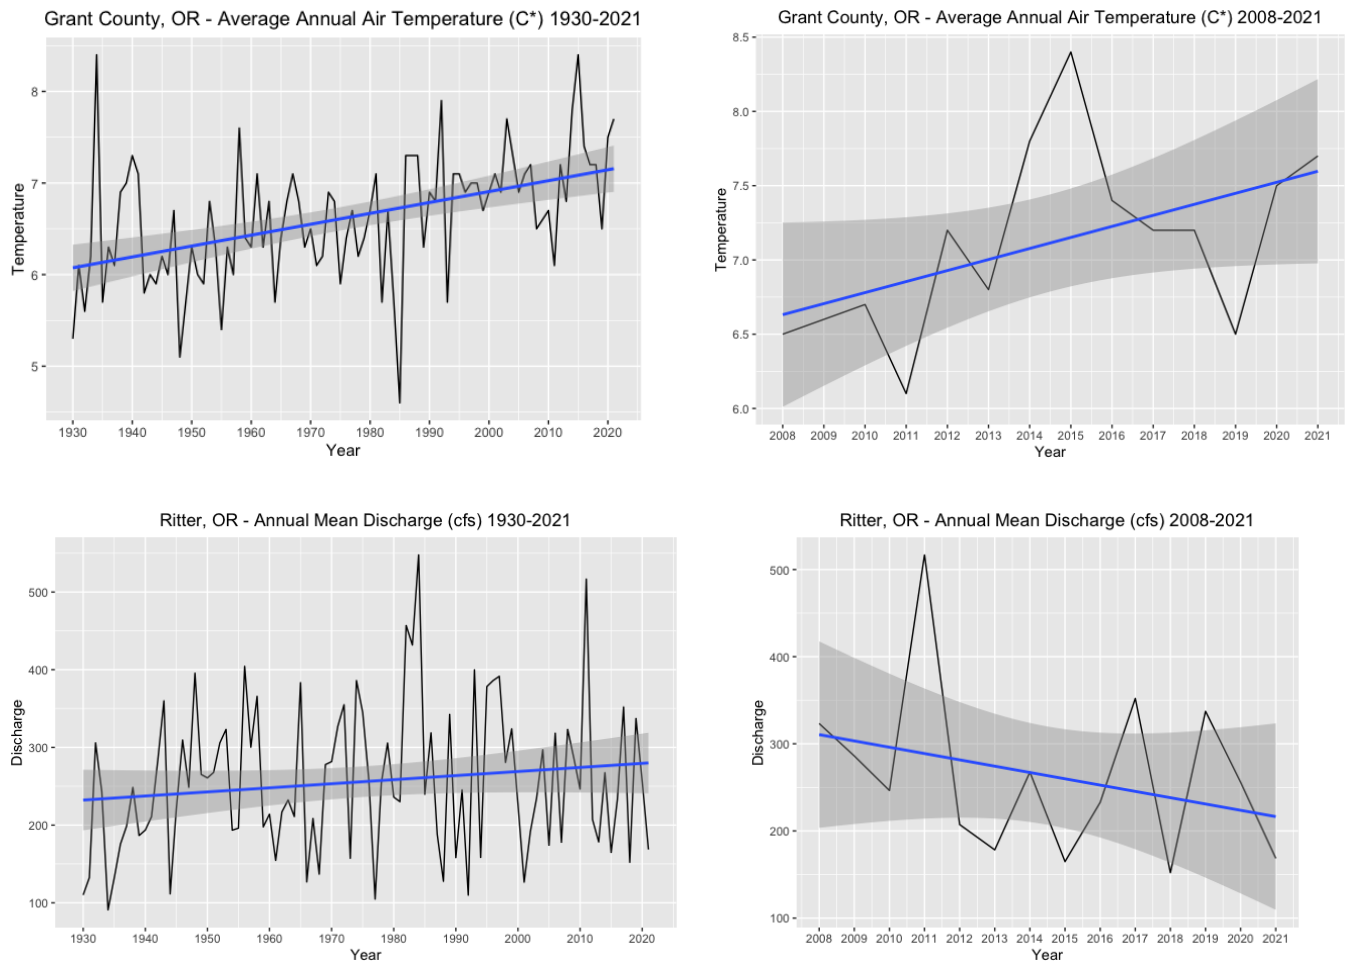 Grant County, OR - Average Annual Air Temperature (C*) 1930-2021
8
7
6
5
Temperature
1930 1940 1950 1960 1970 1980 1990 2000 2010 2020
Year
Grant County, OR - Average Annual Air Temperature (C*) 2008-2021
8.5
8.0
7.5
7.0
6.5
6.0
Temperature
2008 2009 2010 2011 2012 2013 2014 2015 2016 2017 2018 2019 2020 2021
Year
Ritter, OR - Annual Mean Discharge (cfs) 1930-2021
500
400
300
200
100
Discharge
1930 1940 1950 1960 1970 1980 1990 2000 2010 2020
Year
Ritter, OR - Annual Mean Discharge (cfs) 2008-2021
500
400
300
200
100
Discharge
2008 2009 2010 2011 2012 2013 2014 2015 2016 2017 2018 2019 2020 2021
Year